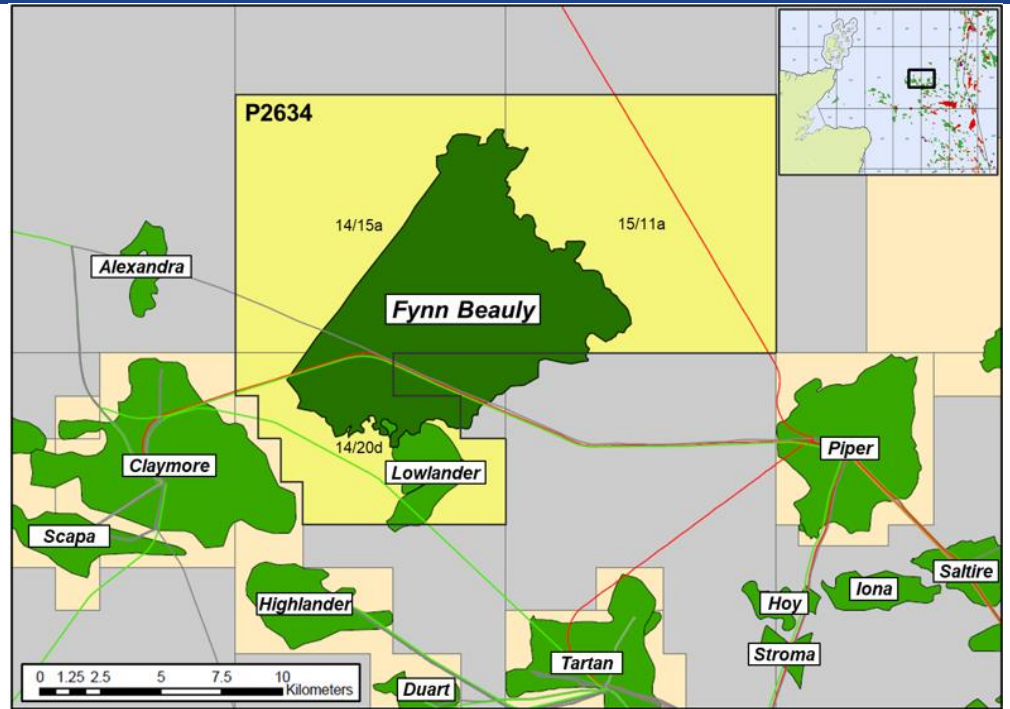 P2634
14/15a
15/11a
Alexandra
Fynn Beauly
14/20d
Lowlander
Claymore
Piper
Scapa
Highlander
Hoy
Iona
Saltire
Stroma
Tartan
Duart
0 1.25 2.5 5 7.5 10
Kilometers